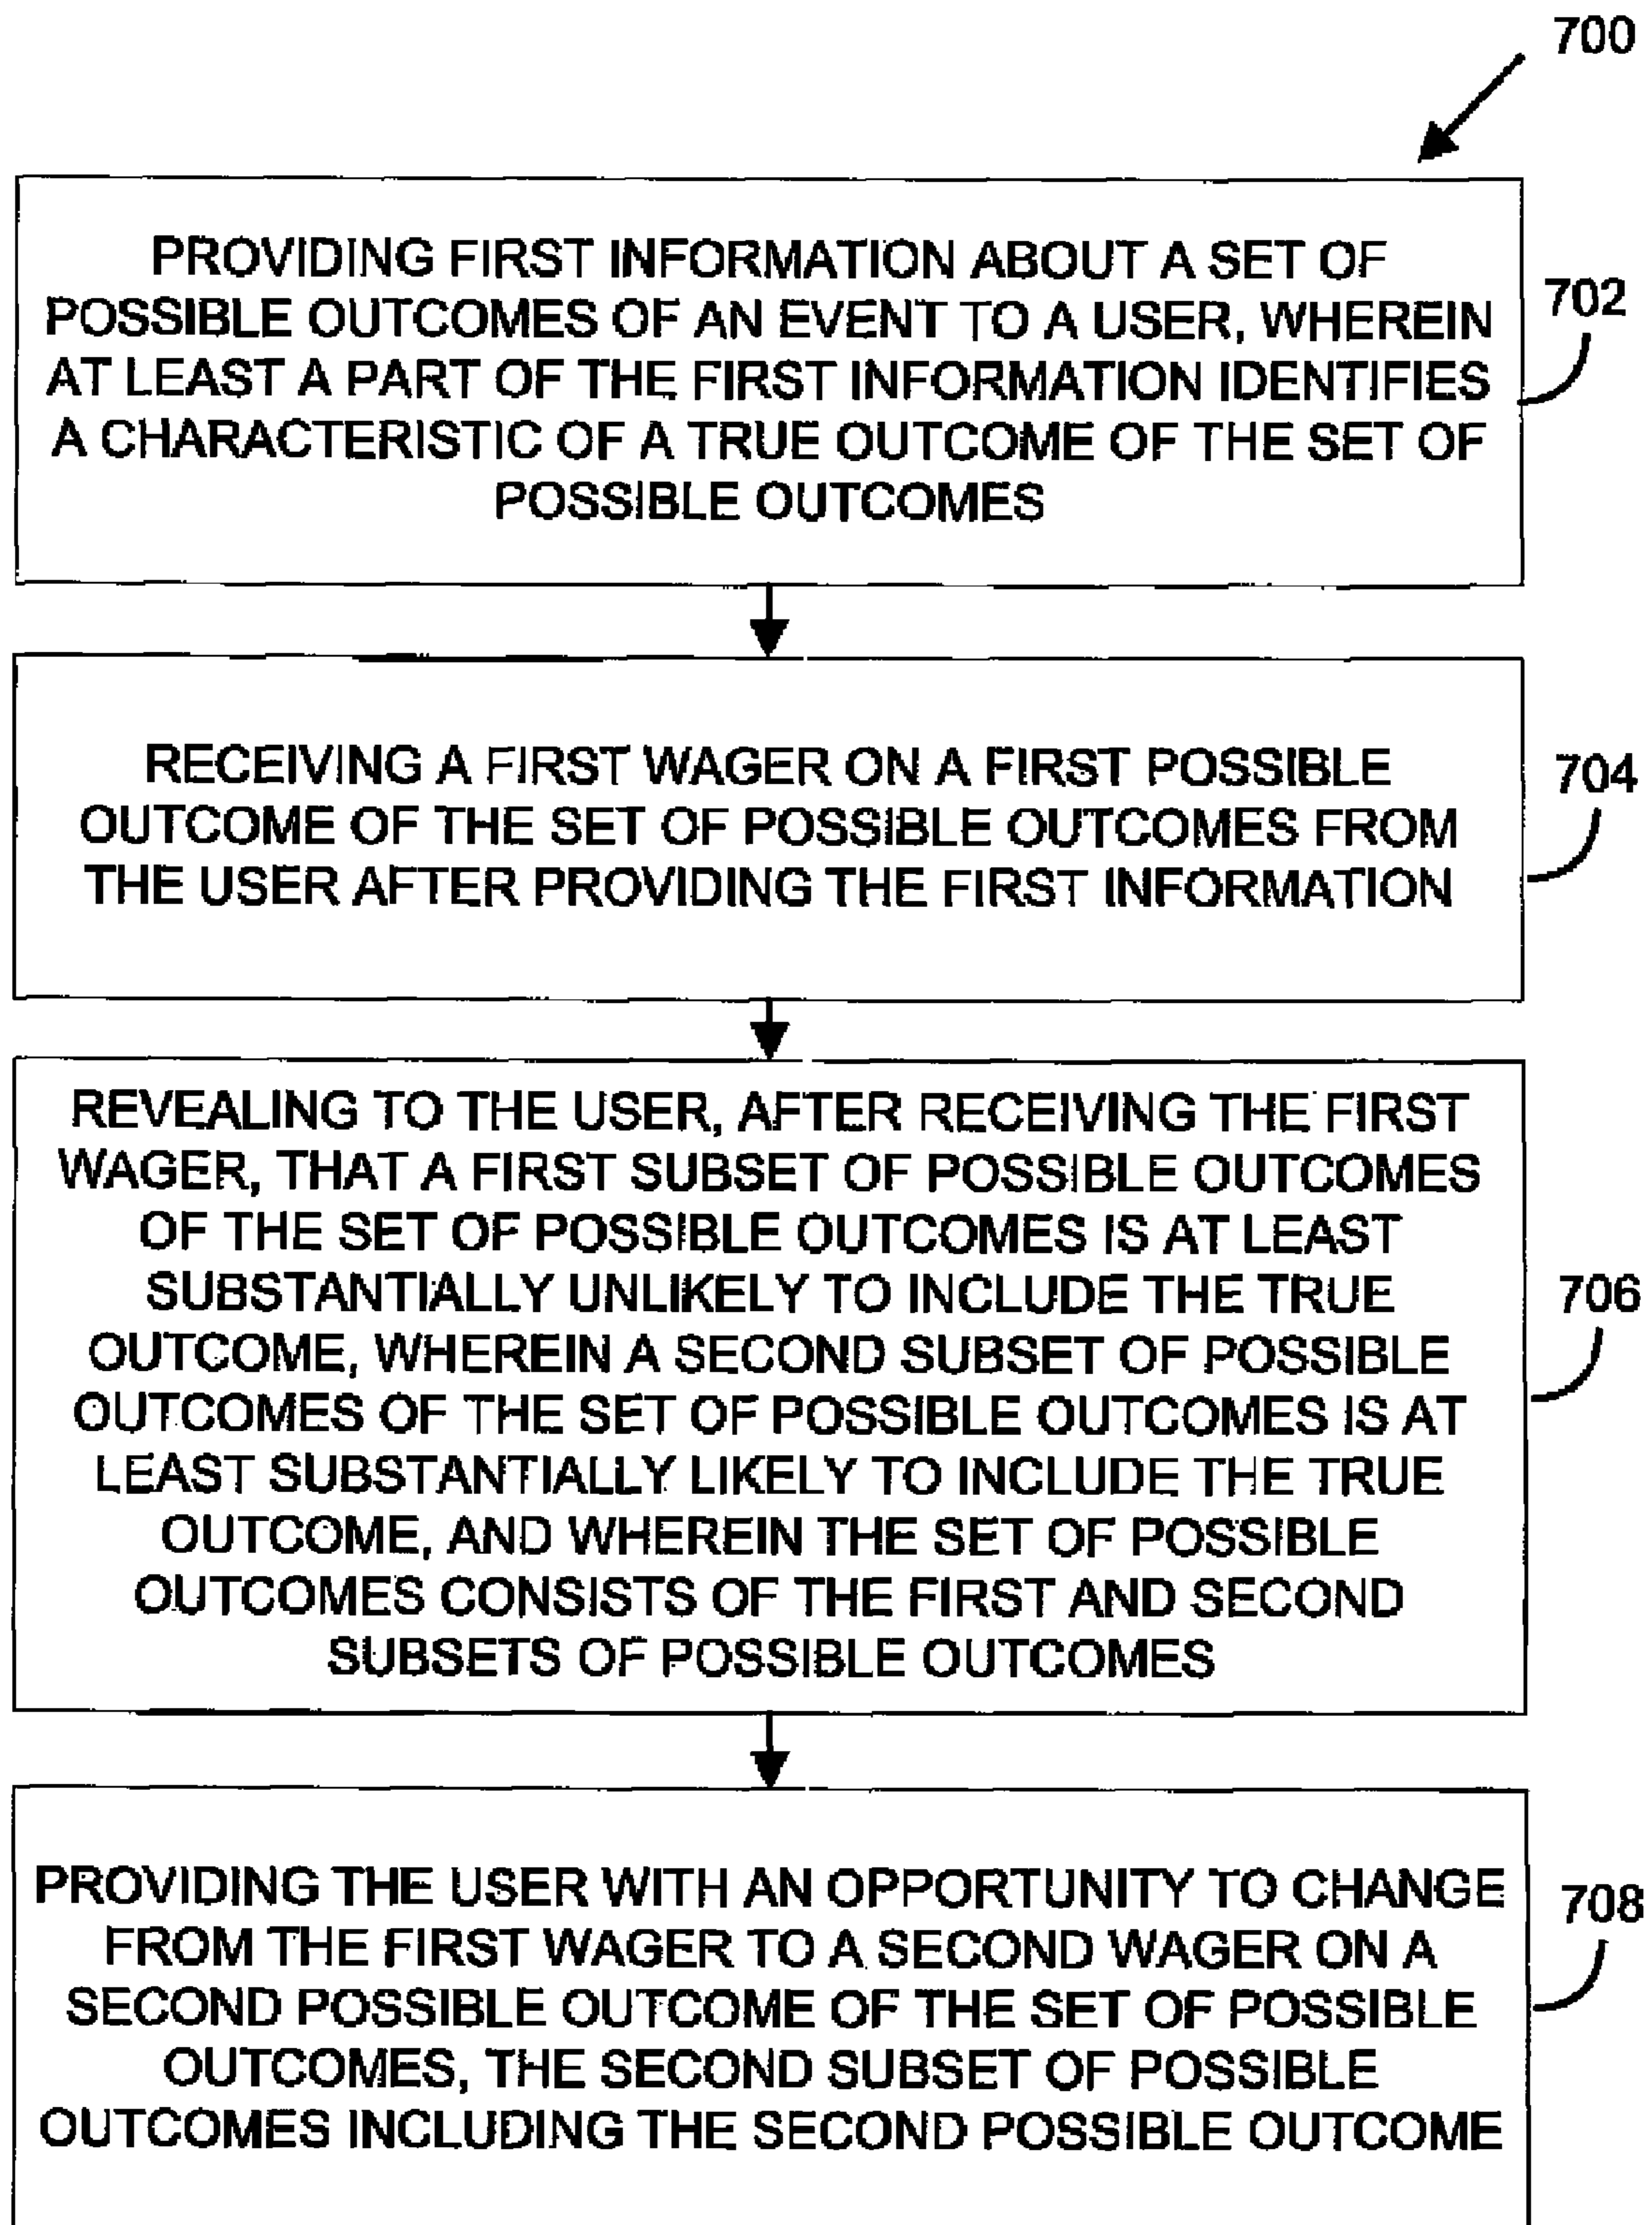 700
PROVIDING FIRST INFORMATION ABOUT A SET OF
POSSIBLE OUTCOMES OF AN EVENT TO A USER, WHEREIN
AT LEAST A PART OF THE FIRST INFORMATION IDENTIFIES
A CHARACTERISTIC OF A TRUE OUTCOME OF THE SET OF
POSSIBLE OUTCOMES
702
RECEIVING A FIRST WAGER ON A FIRST POSSIBLE
OUTCOME OF THE SET OF POSSIBLE OUTCOMES FROM
THE USER AFTER PROVIDING THE FIRST INFORMATION
704
REVEALING TO THE USER, AFTER RECEIVING THE FIRST
WAGER, THAT A FIRST SUBSET OF POSSIBLE OUTCOMES
OF THE SET OF POSSIBLE OUTCOMES IS AT LEAST
SUBSTANTIALLY UNLIKELY TO INCLUDE THE TRUE
OUTCOME, WHEREIN A SECOND SUBSET OF POSSIBLE
OUTCOMES OF THE SET OF POSSIBLE OUTCOMES IS AT
LEAST SUBSTANTIALLY LIKELY TO INCLUDE THE TRUE
OUTCOME, AND WHEREIN THE SET OF POSSIBLE
OUTCOMES CONSISTS OF THE FIRST AND SECOND
SUBSETS OF POSSIBLE OUTCOMES
706
PROVIDING THE USER WITH AN OPPORTUNITY TO CHANGE
FROM THE FIRST WAGER TO A SECOND WAGER ON A
SECOND POSSIBLE OUTCOME OF THE SET OF POSSIBLE
OUTCOMES, THE SECOND SUBSET OF POSSIBLE
OUTCOMES INCLUDING THE SECOND POSSIBLE OUTCOME
708